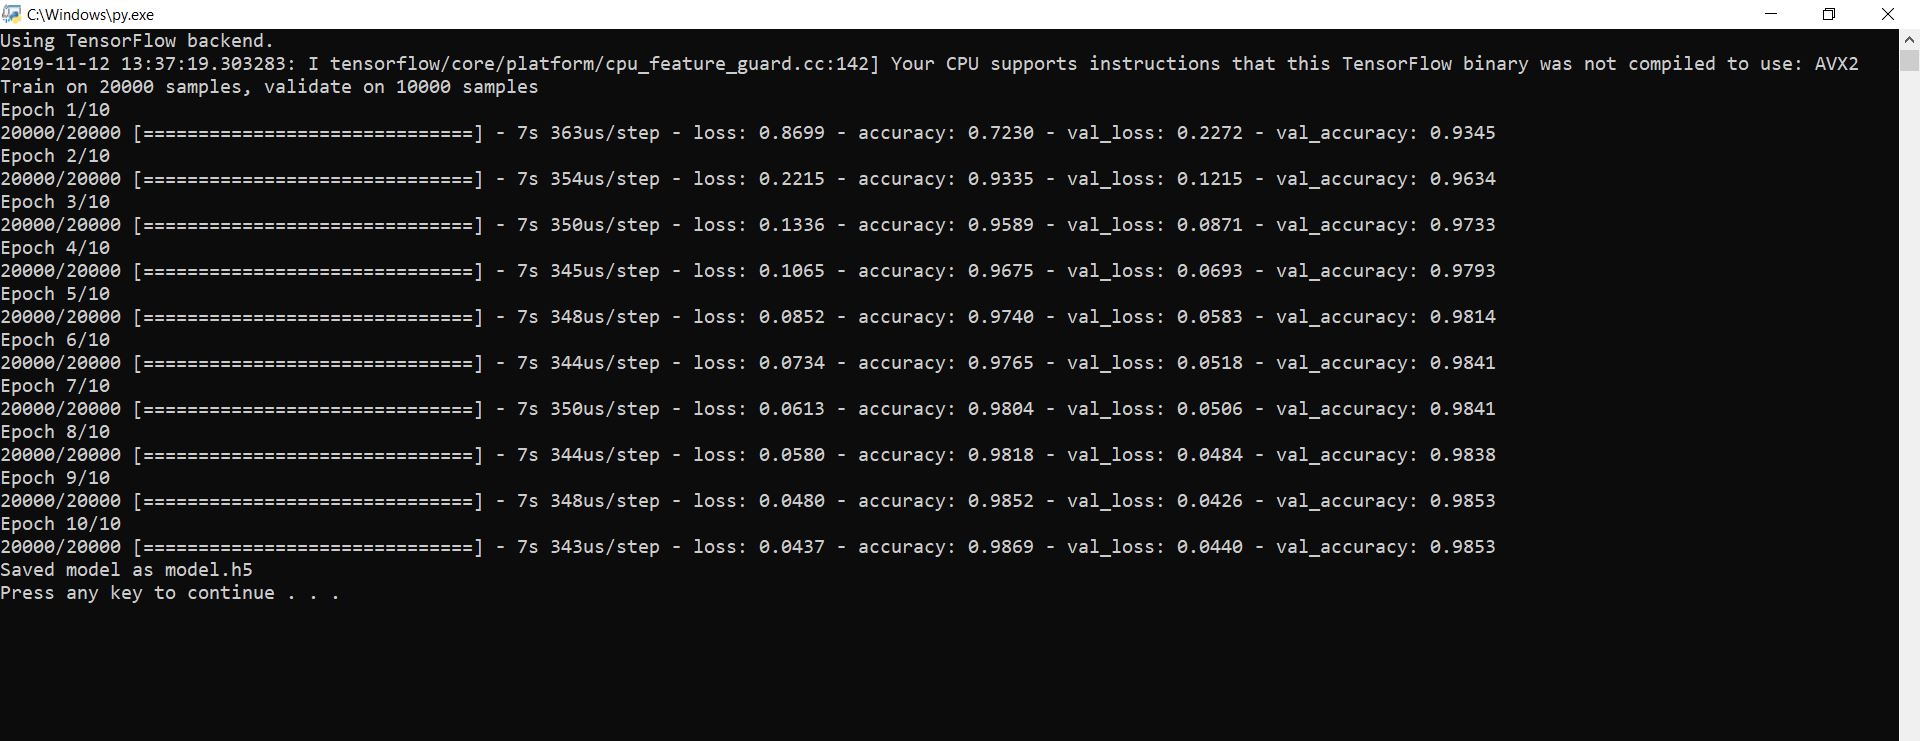 C:\Windows\py.exe
Using TensorFlow backend.
2019-11-12 13:37:19.303283: I tensorflow/core/platform/cpu_feature_guard.cc:142] Your CPU supports instructions that this TensorFlow binary was not compiled to use: AVX2
Train on 20000 samples, validate on 10000 samples
Epoch 1/10
20000/20000 [==============================] - 7s 363us/step - loss: 0.8699 - accuracy: 0.7230 - val_loss: 0.2272 - val_accuracy: 0.9345
Epoch 2/10
20000/20000 [==============================] - 7s 354us/step - loss: 0.2215 - accuracy: 0.9335 - val_loss: 0.1215 - val_accuracy: 0.9634
Epoch 3/10
20000/20000 [==============================] - 7s 350us/step - loss: 0.1336 - accuracy: 0.9589 - val_loss: 0.0871 - val_accuracy: 0.9733
Epoch 4/10
20000/20000 [==============================] - 7s 345us/step - loss: 0.1065 - accuracy: 0.9675 - val_loss: 0.0693 - val_accuracy: 0.9793
Epoch 5/10
20000/20000 [==============================] - 7s 348us/step - loss: 0.0852 - accuracy: 0.9740 - val_loss: 0.0583 - val_accuracy: 0.9814
Epoch 6/10
20000/20000 [==============================] - 7s 344us/step - loss: 0.0734 - accuracy: 0.9765 - val_loss: 0.0518 - val_accuracy: 0.9841
Epoch 7/10
20000/20000 [==============================] - 7s 350us/step - loss: 0.0613 - accuracy: 0.9804 - val_loss: 0.0506 - val_accuracy: 0.9841
Epoch 8/10
20000/20000 [==============================] - 7s 344us/step - loss: 0.0580 - accuracy: 0.9818 - val_loss: 0.0484 - val_accuracy: 0.9838
Epoch 9/10
20000/20000 [==============================] - 7s 348us/step - loss: 0.0480 - accuracy: 0.9852 - val_loss: 0.0426 - val_accuracy: 0.9853
Epoch 10/10
20000/20000 [==============================] - 7s 343us/step - loss: 0.0437 - accuracy: 0.9869 - val_loss: 0.0440 - val_accuracy: 0.9853
Saved model as model.h5
Press any key to continue . . .